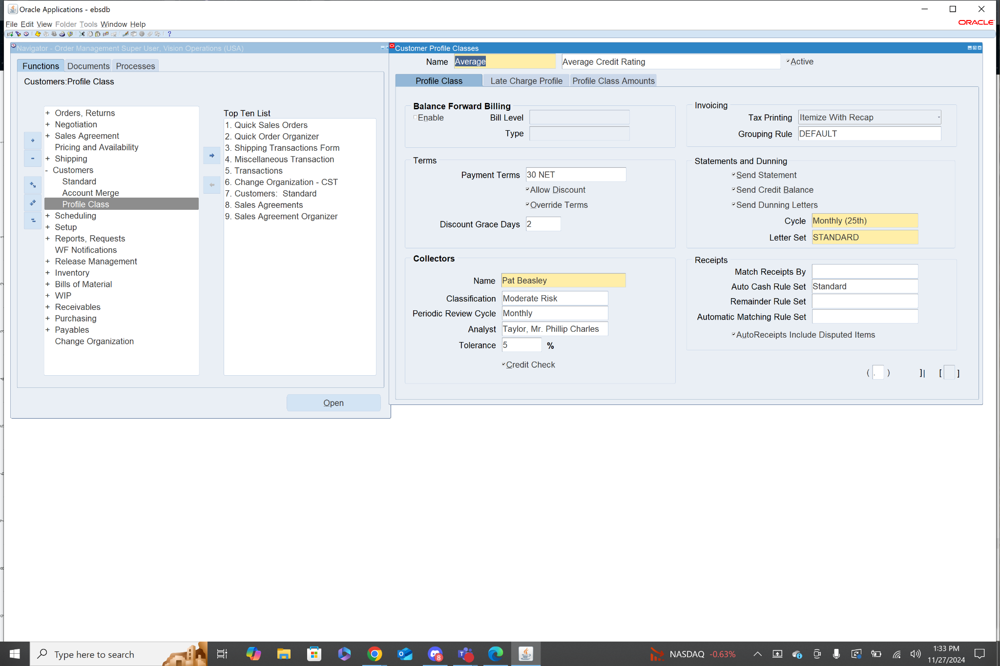 Oracle Applications - ebsdb
File Edit View Folder Tools Window Help
ORACLE
Navigator - Order Management Super User, Vision Operations (USA)
Functions Documents Processes
Customers:Profile Class
+ Orders, Returns
+ Negotiation
+ Sales Agreement
Pricing and Availability
+ Shipping
- Customers
Standard
Account Merge
Profile Class
+ Scheduling
+ Setup
+ Reports, Requests
WF Notifications
+ Release Management
+ Inventory
+ Bills of Material
+ WIP
+ Receivables
+ Purchasing
+ Payables
Change Organization
Top Ten List
1. Quick Sales Orders
2. Quick Order Organizer
3. Shipping Transactions Form
4. Miscellaneous Transaction
5. Transactions
6. Change Organization - CST
7. Customers: Standard
8. Sales Agreements
9. Sales Agreement Organizer
Open
Customer Profile Classes
Name Average Average Credit Rating Active
Profile Class Late Charge Profile Profile Class Amounts
Balance Forward Billing
Enable Bill Level
Type
Terms
Payment Terms 30 NET
Allow Discount
Override Terms
Discount Grace Days 2
Collectors
Name Pat Beasley
Classification Moderate Risk
Periodic Review Cycle Monthly
Analyst Taylor, Mr. Phillip Charles
Tolerance 5 %
Credit Check
Invoicing
Tax Printing Itemize With Recap
Grouping Rule DEFAULT
Statements and Dunning
Send Statement
Send Credit Balance
Send Dunning Letters
Cycle Monthly (25th)
Letter Set STANDARD
Receipts
Match Receipts By
Auto Cash Rule Set Standard
Remainder Rule Set
Automatic Matching Rule Set
AutoReceipts Include Disputed Items
( . ) ]| [ ]
Type here to search
8
NASDAQ -0.63%
1:33 PM
11/27/2024